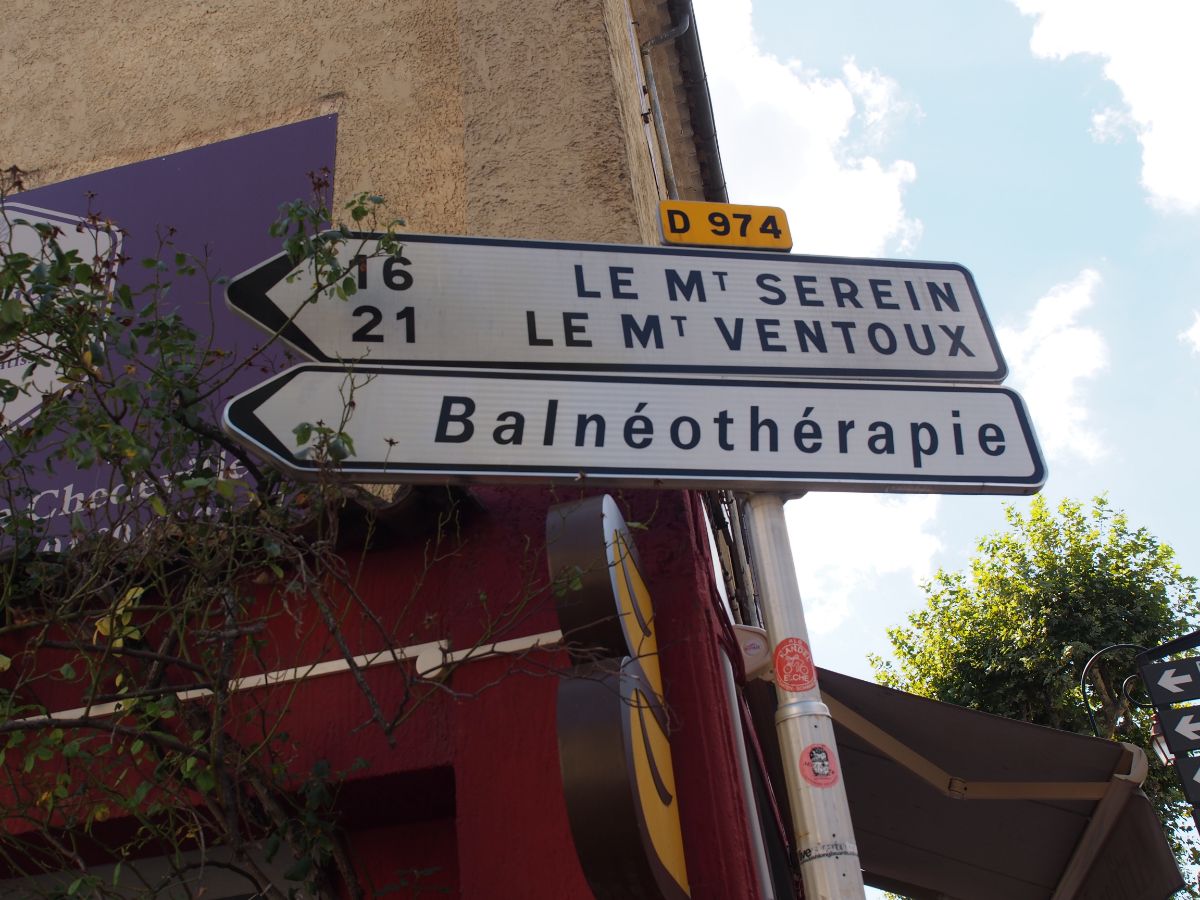 D 974
16 LE Mᵀ SEREIN
21 LE Mᵀ VENTOUX
Balnéothérapie